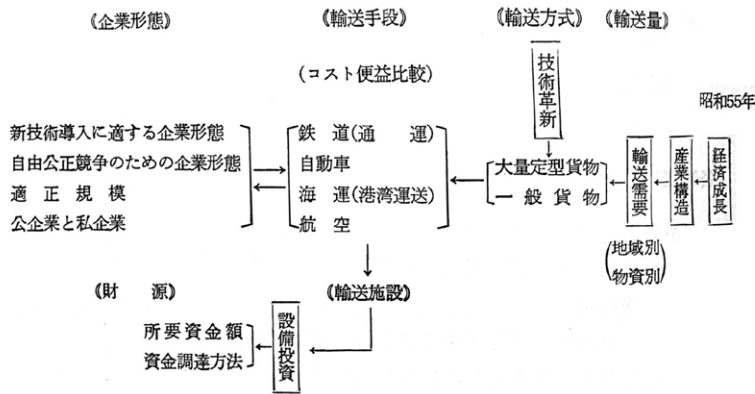 《企業形態》 《輸送手段》 《輸送方式》 《輸送量》
(コスト便益比較)
技術革新
昭和55年
新技術導入に適する企業形態
自由公正競争のための企業形態
適正規模
公企業と私企業
鉄道(通運)
自動車
海運(港湾運送)
航空
大量定型貨物
一般貨物
輸送需要
産業構造
経済成長
(地域別
物資別)
《財源》 《輸送施設》
所要資金額
資金調達方法
設備投資